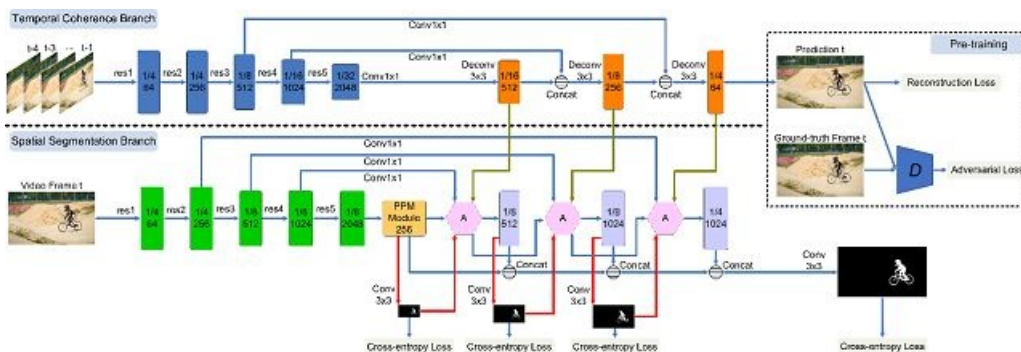 Temporal Coherence Branch
Conv1x1
Pre-training
t-4 t-3 ... t-1
Conv1x1
Prediction t
res1 1/4 64 res2 1/4 256 res3 1/8 512 res4 1/16 1024 res5 1/32 2048 Conv1x1
Deconv 3x3 1/16 512 Deconv 3x3 Concat 1/8 256 Deconv 3x3 Concat 1/4 64
Reconstruction Loss
Spatial Segmentation Branch
Ground-truth Frame t
Conv1x1
Conv1x1
Conv1x1
D
Adversarial Loss
Video Frame t
res1 1/4 64 res2 1/4 256 res3 1/8 512 res4 1/16 1024 res5 1/8 2048
PPM Module 256
A 1/8 512 A 1/8 1024 A 1/4 1024
Concat Concat Concat
Conv 3x3
Conv 3x3 Conv 3x3 Conv 3x3
Cross-entropy Loss Cross-entropy Loss Cross-entropy Loss Cross-entropy Loss